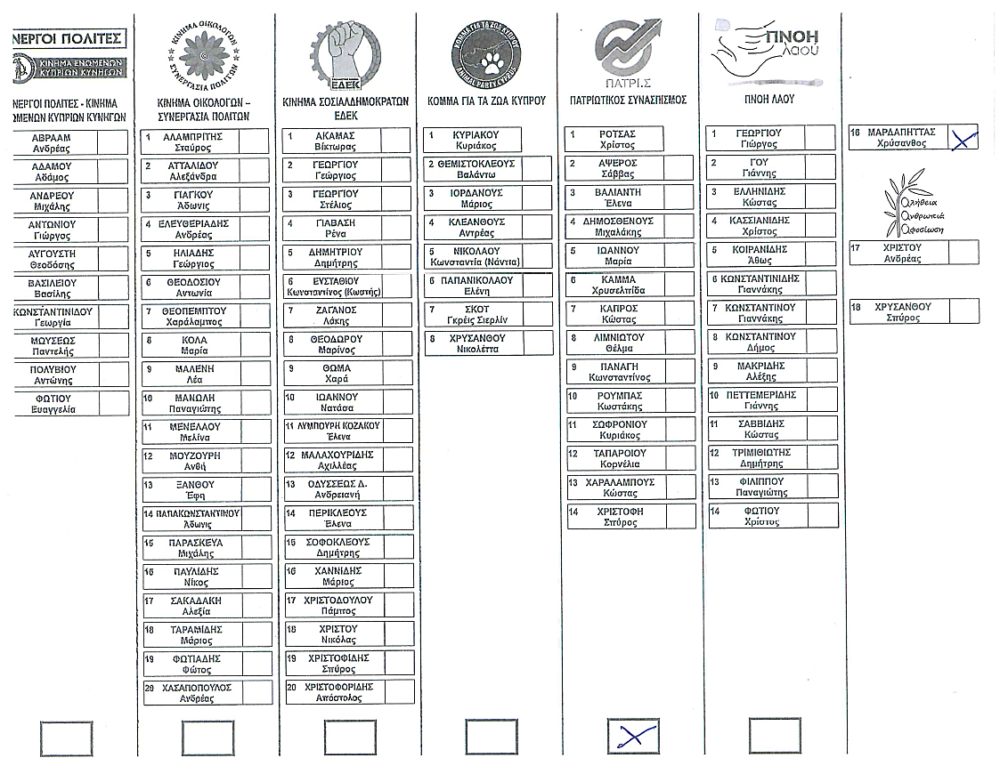 ΝΕΡΓΟΙ ΠΟΛΙΤΕΣ
ΚΙΝΗΜΑ ΕΝΩΜΕΝΩΝ
ΚΥΠΡΙΩΝ ΚΥΝΗΓΩΝ
ΝΕΡΓΟΙ ΠΟΛΙΤΕΣ - ΚΙΝΗΜΑ
ΩΜΕΝΩΝ ΚΥΠΡΙΩΝ ΚΥΝΗΓΩΝ
ΑΒΡΑΑΜ
Ανδρέας
ΑΔΑΜΟΥ
Αδάμος
ΑΝΔΡΕΟΥ
Μιχάλης
ΑΝΤΩΝΙΟΥ
Γιώργος
ΑΥΓΟΥΣΤΗ
Θεοδόσης
ΒΑΣΙΛΕΙΟΥ
Βασίλης
ΚΩΝΣΤΑΝΤΙΝΙΔΟΥ
Γεωργία
ΜΩΥΣΕΩΣ
Παντελής
ΠΟΛΥΒΙΟΥ
Αντώνης
ΦΩΤΙΟΥ
Ευαγγελία
ΚΙΝΗΜΑ ΟΙΚΟΛΟΓΩΝ
ΣΥΝΕΡΓΑΣΙΑ ΠΟΛΙΤΩΝ
ΚΙΝΗΜΑ ΟΙΚΟΛΟΓΩΝ –
ΣΥΝΕΡΓΑΣΙΑ ΠΟΛΙΤΩΝ
1 ΑΛΑΜΠΡΙΤΗΣ
Σταύρος
2 ΑΤΤΑΛΙΔΟΥ
Αλεξάνδρα
3 ΓΙΑΓΚΟΥ
Άδωνις
4 ΕΛΕΥΘΕΡΙΑΔΗΣ
Ανδρέας
5 ΗΛΙΑΔΗΣ
Γεώργιος
6 ΘΕΟΔΟΣΙΟΥ
Αντωνία
7 ΘΕΟΠΕΜΠΤΟΥ
Χαράλαμπος
8 ΚΟΛΑ
Μαρία
9 ΜΑΛΕΝΗ
Λέα
10 ΜΑΝΩΛΗ
Παναγιώτης
11 ΜΕΝΕΛΑΟΥ
Μελίνα
12 ΜΟΥΖΟΥΡΗ
Ανθή
13 ΞΑΝΘΟΥ
Έφη
14 ΠΑΠΑΚΩΝΣΤΑΝΤΙΝΟΥ
Άδωνις
15 ΠΑΡΑΣΚΕΥΑ
Μιχάλης
16 ΠΑΥΛΙΔΗΣ
Νίκος
17 ΣΑΚΑΔΑΚΗ
Αλεξία
18 ΤΑΡΑΜΙΔΗΣ
Μάριος
19 ΦΩΤΙΑΔΗΣ
Φώτος
20 ΧΑΣΑΠΟΠΟΥΛΟΣ
Ανδρέας
ΕΔΕΚ
ΚΙΝΗΜΑ ΣΟΣΙΑΛΔΗΜΟΚΡΑΤΩΝ
ΕΔΕΚ
1 ΑΚΑΜΑΣ
Βίκτωρας
2 ΓΕΩΡΓΙΟΥ
Γεώργιος
3 ΓΕΩΡΓΙΟΥ
Στέλιος
4 ΓΙΑΒΑΣΗ
Ρένα
5 ΔΗΜΗΤΡΙΟΥ
Δημήτρης
6 ΕΥΣΤΑΘΙΟΥ
Κωνσταντίνος (Κωστής)
7 ΖΑΓΑΝΟΣ
Λάκης
8 ΘΕΟΔΩΡΟΥ
Μαρίνος
9 ΘΩΜΑ
Χαρά
10 ΙΩΑΝΝΟΥ
Νατάσα
11 ΛΥΜΠΟΥΡΗ ΚΟΖΑΚΟΥ
Έλενα
12 ΜΑΛΑΧΟΥΡΙΔΗΣ
Αχιλλέας
13 ΟΔΥΣΣΕΩΣ Δ.
Ανδρειανή
14 ΠΕΡΙΚΛΕΟΥΣ
Έλενα
15 ΣΟΦΟΚΛΕΟΥΣ
Δημήτρης
16 ΧΑΝΝΙΔΗΣ
Μάριος
17 ΧΡΙΣΤΟΔΟΥΛΟΥ
Πάμπος
18 ΧΡΙΣΤΟΥ
Νικόλας
19 ΧΡΙΣΤΟΦΙΔΗΣ
Σπύρος
20 ΧΡΙΣΤΟΦΟΡΙΔΗΣ
Απόστολος
ΚΟΜΜΑ ΓΙΑ ΤΑ ΖΩΑ ΚΥΠΡΟΥ
ANIMAL PARTY CYPRUS
ΚΟΜΜΑ ΓΙΑ ΤΑ ΖΩΑ ΚΥΠΡΟΥ
1 ΚΥΡΙΑΚΟΥ
Κυριάκος
2 ΘΕΜΙΣΤΟΚΛΕΟΥΣ
Βαλάντω
3 ΙΟΡΔΑΝΟΥΣ
Μάριος
4 ΚΛΕΑΝΘΟΥΣ
Αντρέας
5 ΝΙΚΟΛΑΟΥ
Κωνσταντία (Νάντια)
6 ΠΑΠΑΝΙΚΟΛΑΟΥ
Ελένη
7 ΣΚΟΤ
Γκρέις Σιερλίν
8 ΧΡΥΣΑΝΘΟΥ
Νικολέττα
ΠΑΤΡΙ.Σ
ΠΑΤΡΙΩΤΙΚΟΣ ΣΥΝΑΣΠΙΣΜΟΣ
1 ΡΟΤΣΑΣ
Χρίστος
2 ΑΨΕΡΟΣ
Σάββας
3 ΒΑΛΙΑΝΤΗ
Έλενα
4 ΔΗΜΟΣΘΕΝΟΥΣ
Μιχαλάκης
5 ΙΩΑΝΝΟΥ
Μαρία
6 ΚΑΜΜΑ
Χρυσελπίδα
7 ΚΑΠΡΟΣ
Κώστας
8 ΛΙΜΝΙΩΤΟΥ
Θέλμα
9 ΠΑΝΑΓΗ
Κωνσταντίνος
10 ΡΟΥΜΠΑΣ
Κωστάκης
11 ΣΩΦΡΟΝΙΟΥ
Κυριάκος
12 ΤΑΠΑΡΟΙΟΥ
Κορνέλια
13 ΧΑΡΑΛΑΜΠΟΥΣ
Κώστας
14 ΧΡΙΣΤΟΦΗ
Σπύρος
ΠΝΟΗ
ΛΑΟΥ
ΠΝΟΗ ΛΑΟΥ
1 ΓΕΩΡΓΙΟΥ
Γιώργος
2 ΓΟΥ
Γιάννης
3 ΕΛΛΗΝΙΔΗΣ
Κώστας
4 ΚΑΣΣΙΑΝΙΔΗΣ
Χρίστος
5 ΚΟΙΡΑΝΙΔΗΣ
Άθως
6 ΚΩΝΣΤΑΝΤΙΝΙΔΗΣ
Γιαννάκης
7 ΚΩΝΣΤΑΝΤΙΝΟΥ
Γιαννάκης
8 ΚΩΝΣΤΑΝΤΙΝΟΥ
Δήμος
9 ΜΑΚΡΙΔΗΣ
Αλέξης
10 ΠΕΤΤΕΜΕΡΙΔΗΣ
Γιάννης
11 ΣΑΒΒΙΔΗΣ
Κώστας
12 ΤΡΙΜΙΘΙΩΤΗΣ
Δημήτρης
13 ΦΙΛΙΠΠΟΥ
Παναγιώτης
14 ΦΩΤΙΟΥ
Χρίστος
16 ΜΑΡΔΑΠΗΤΤΑΣ
Χρύσανθος
αλήθεια
ανθρωπιά
αφοσίωση
17 ΧΡΙΣΤΟΥ
Ανδρέας
18 ΧΡΥΣΑΝΘΟΥ
Σπύρος